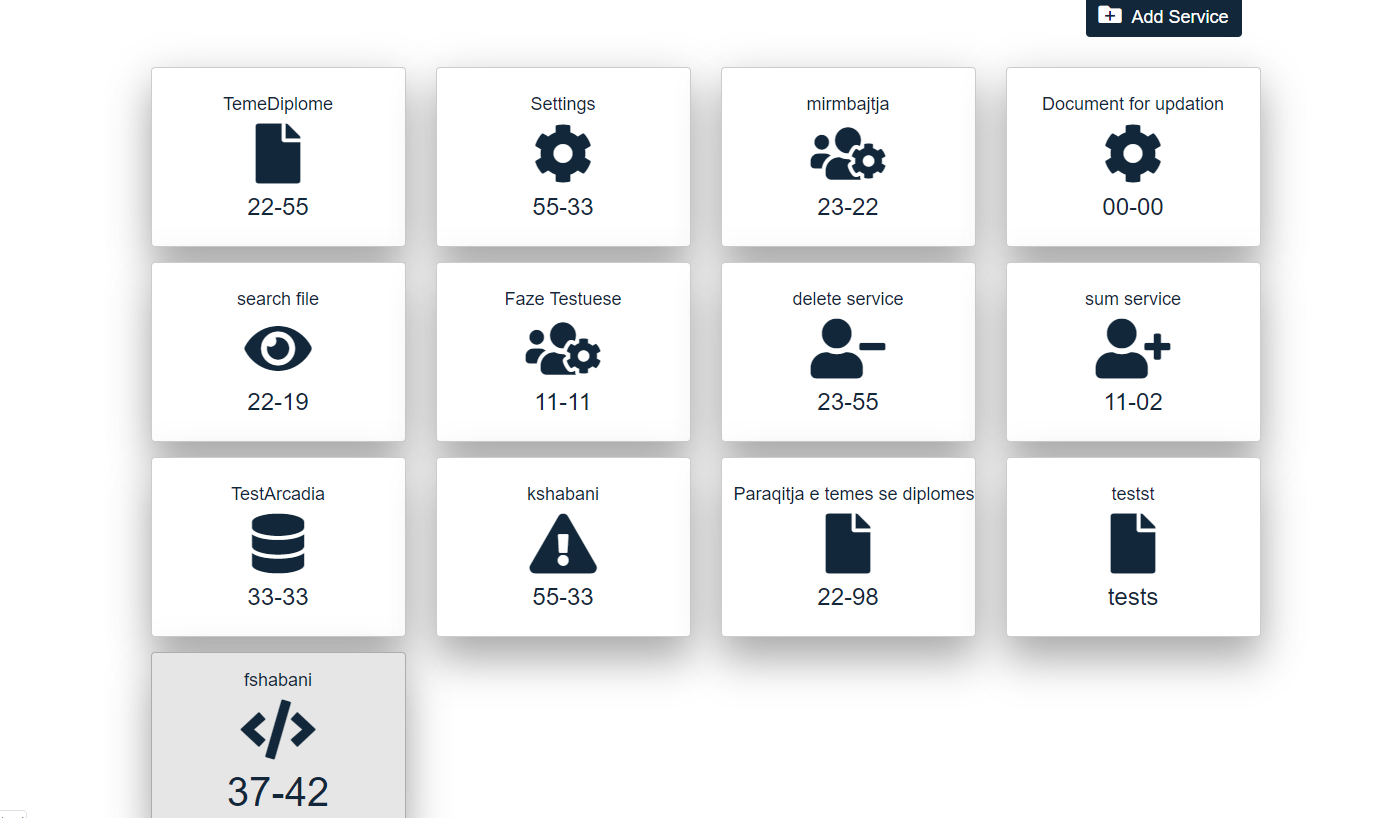 Add Service
TemeDiplome
22-55
Settings
55-33
mirmbajtja
23-22
Document for updation
00-00
search file
22-19
Faze Testuese
11-11
delete service
23-55
sum service
11-02
TestArcadia
33-33
kshabani
55-33
Paraqitja e temes se diplomes
22-98
testst
tests
fshabani
37-42